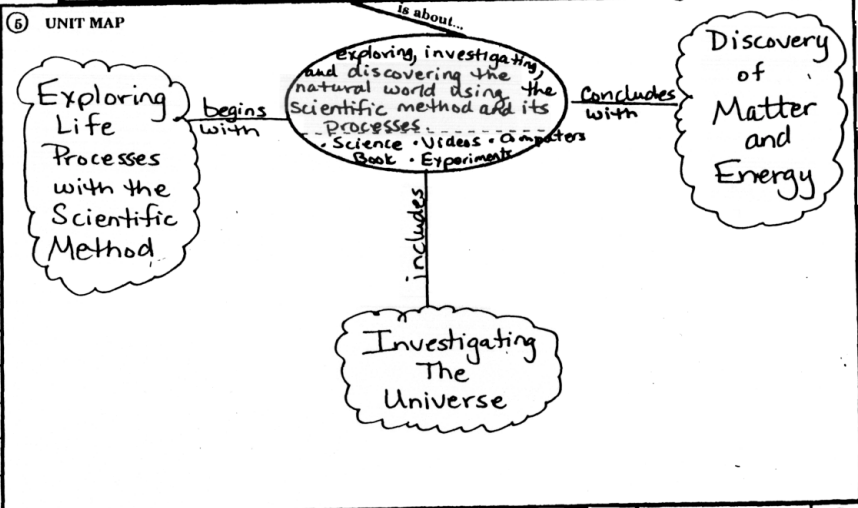 ⑤ UNIT MAP
is about...
exploring, investigating,
and discovering the
natural world using the
scientific method and its
processes.
• Science • Videos • Computers
Book • Experiments
begins
with
Exploring
Life
Processes
with the
Scientific
Method
includes
Investigating
The
Universe
Concludes
with
Discovery
of
Matter
and
Energy